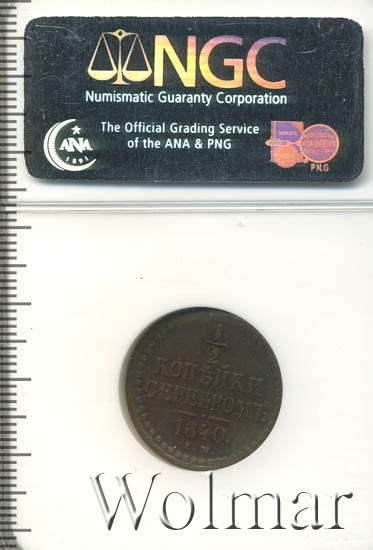 NGC
Numismatic Guaranty Corporation
The Official Grading Service
of the ANA & PNG
ANA
1891
PNG
1/2
КОПѢЙКИ
СЕРЕБРОМЪ
1840.
Wolmar